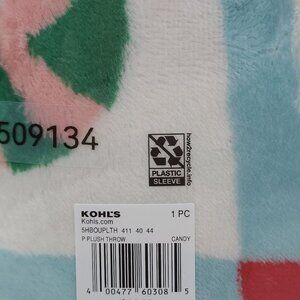 509134
how2recycle.info
PLASTIC
SLEEVE
KOHL'S
1 PC
Kohls.com
5HBOUPLTH 411 40 44
P PLUSH THROW
CANDY
4 00477 60308 5